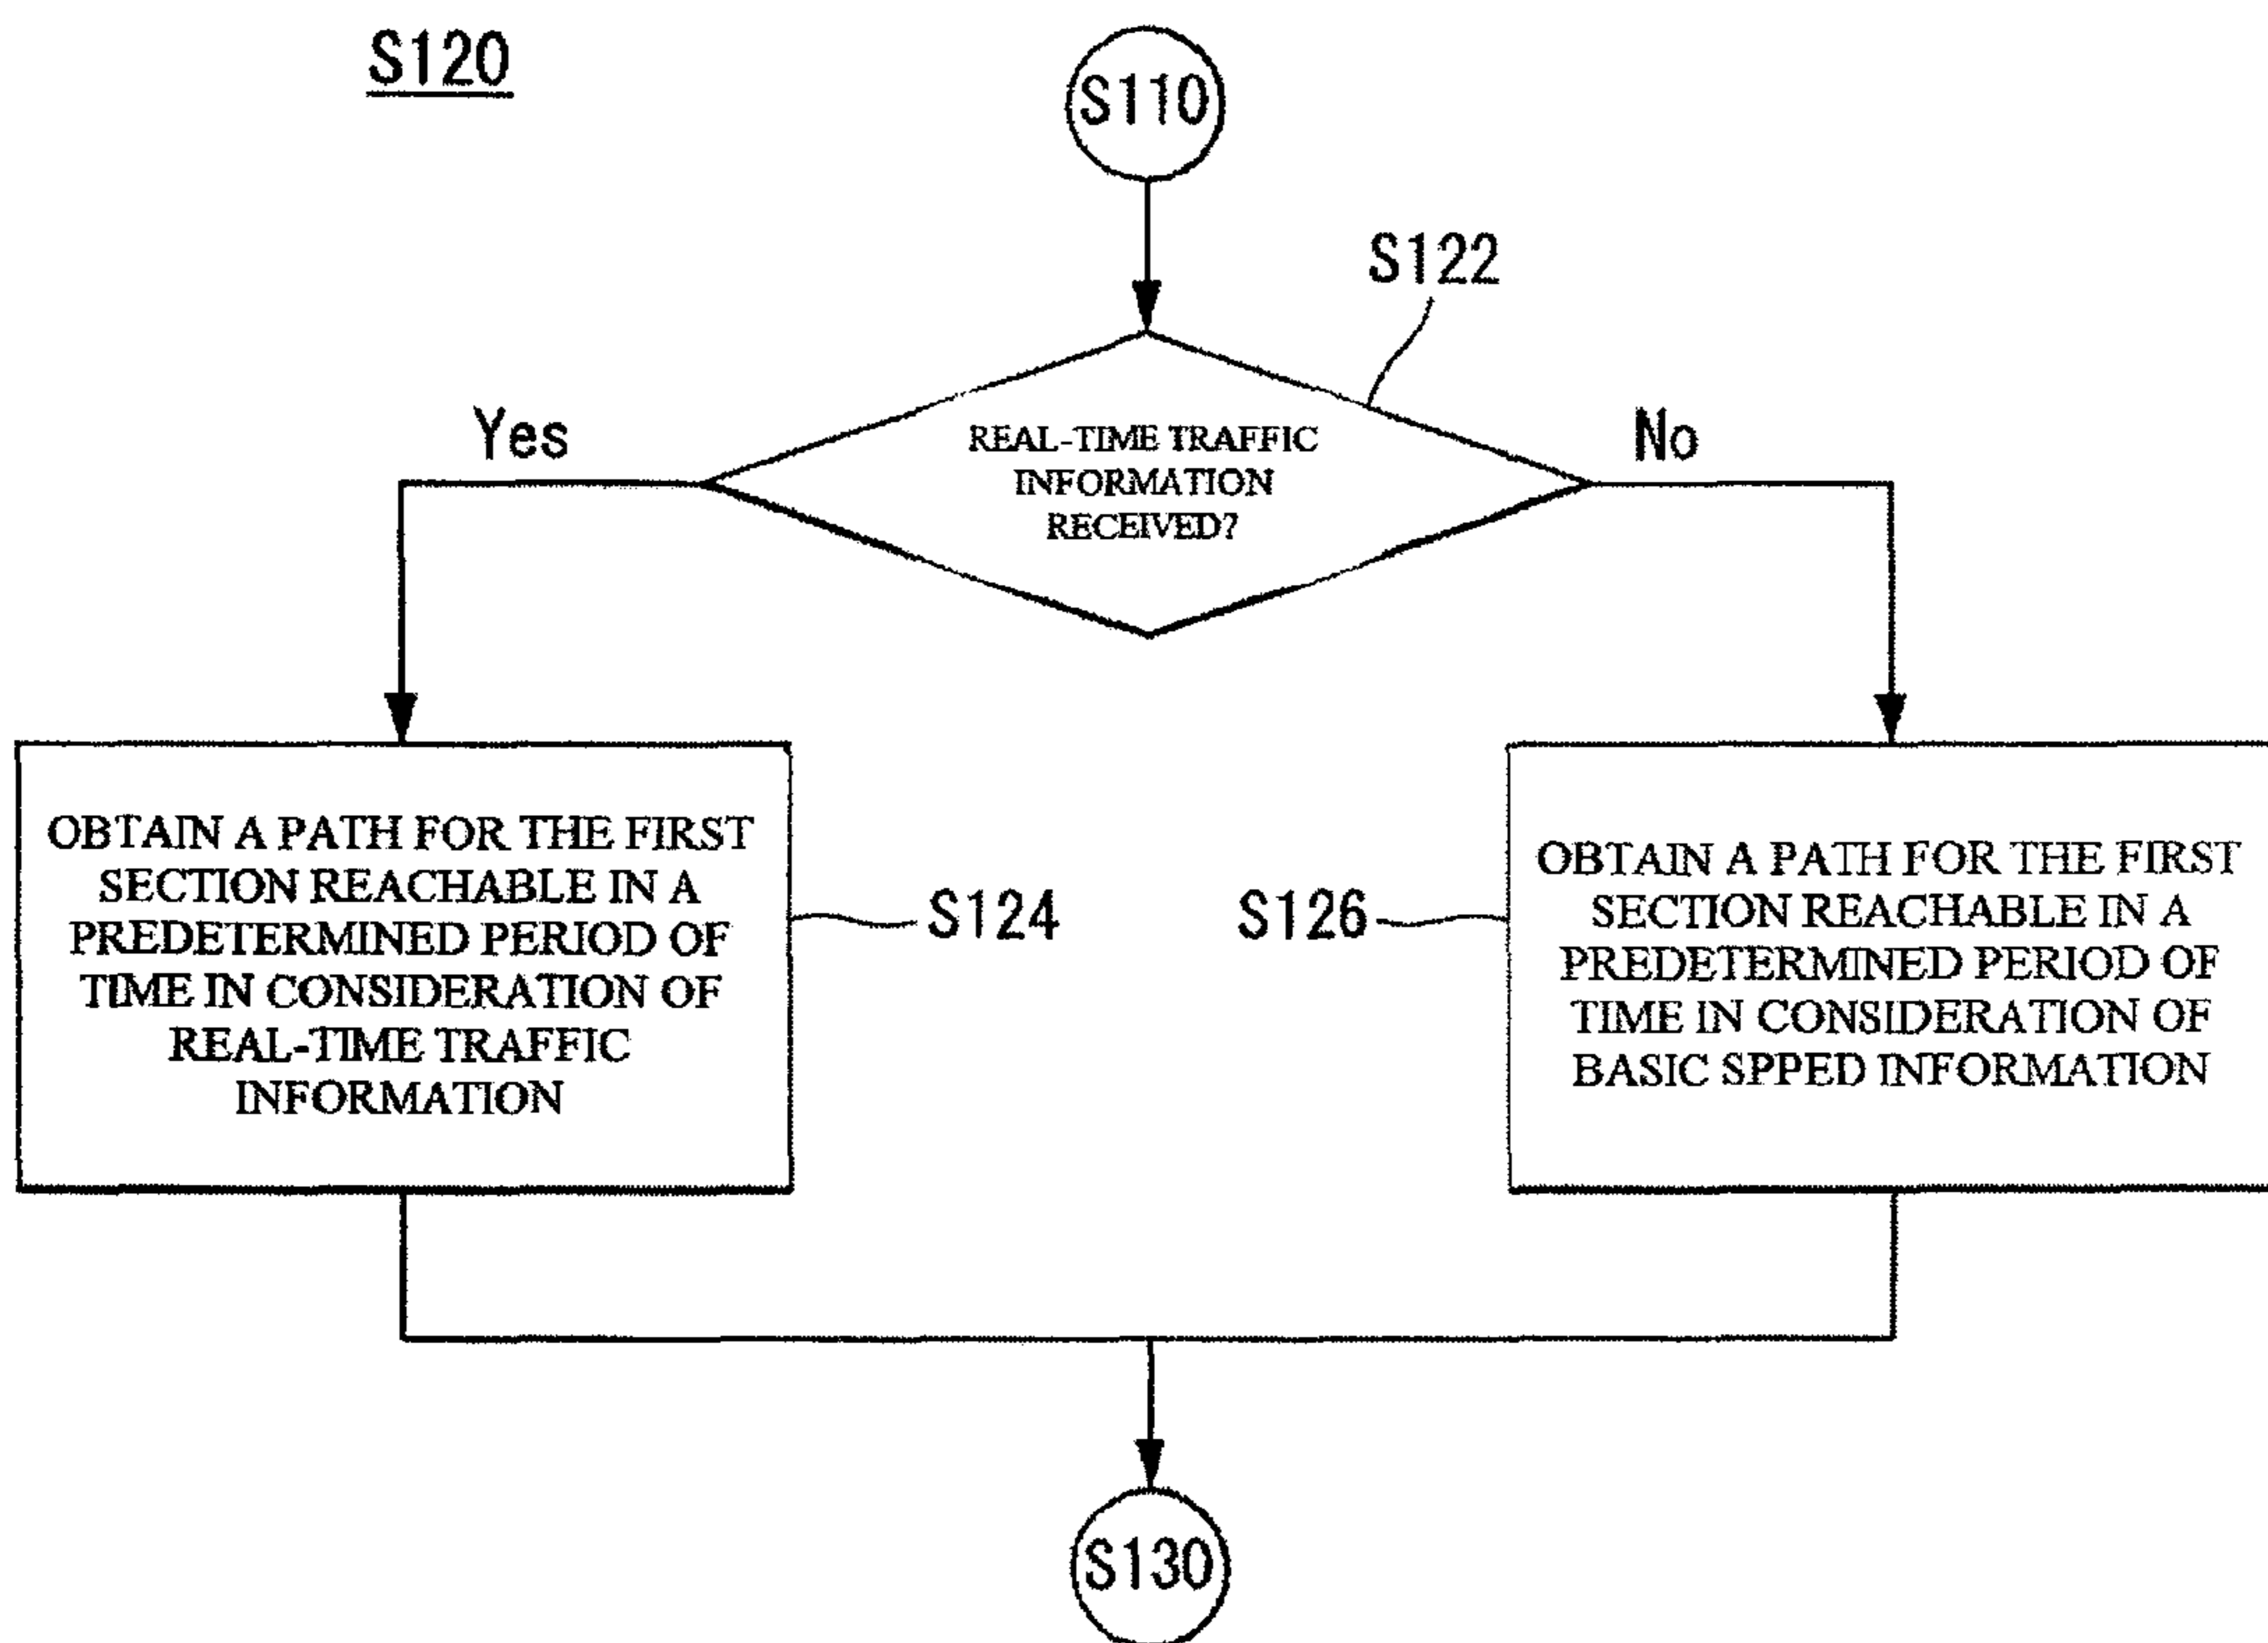 S120
S110
S122
Yes
REAL-TIME TRAFFIC
INFORMATION
RECEIVED?
No
OBTAIN A PATH FOR THE FIRST
SECTION REACHABLE IN A
PREDETERMINED PERIOD OF
TIME IN CONSIDERATION OF
REAL-TIME TRAFFIC
INFORMATION
S124
S126
OBTAIN A PATH FOR THE FIRST
SECTION REACHABLE IN A
PREDETERMINED PERIOD OF
TIME IN CONSIDERATION OF
BASIC SPPED INFORMATION
S130